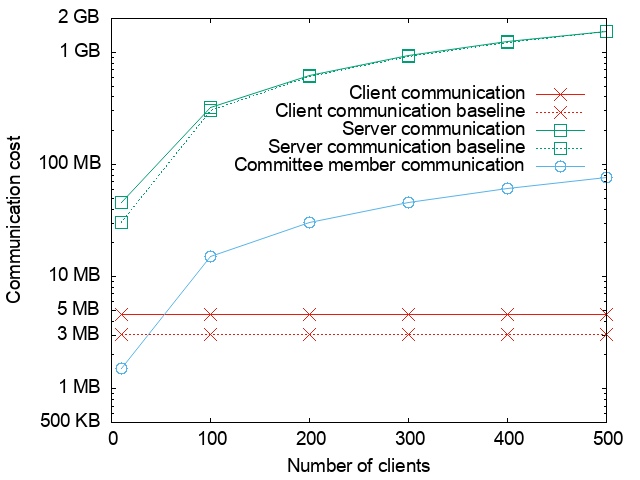 2 GB
1 GB
100 MB
10 MB
5 MB
3 MB
1 MB
500 KB
Communication cost
Client communication
Client communication baseline
Server communication
Server communication baseline
Committee member communication
0 100 200 300 400 500
Number of clients